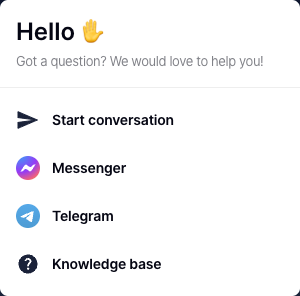 Hello ✋
Got a question? We would love to help you!
Start conversation
Messenger
Telegram
Knowledge base